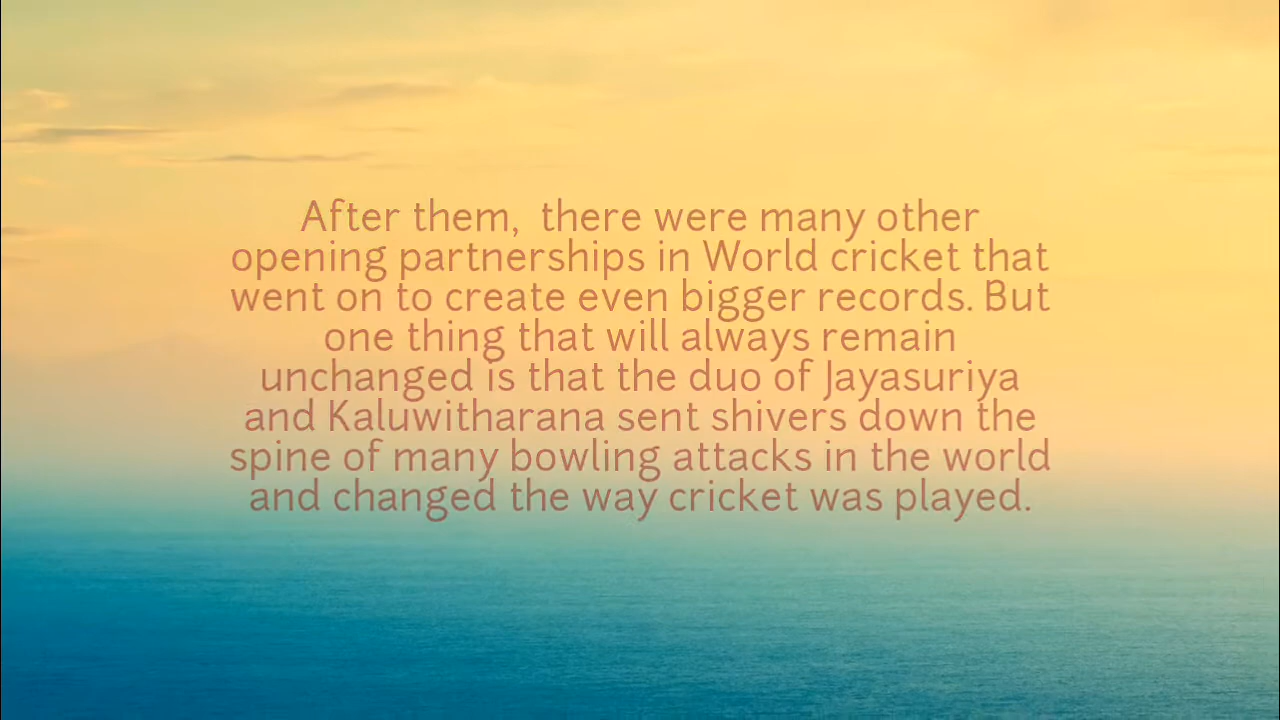 After them,  there were many other
opening partnerships in World cricket that
went on to create even bigger records. But
one thing that will always remain
unchanged is that the duo of Jayasuriya
and Kaluwitharana sent shivers down the
spine of many bowling attacks in the world
and changed the way cricket was played.